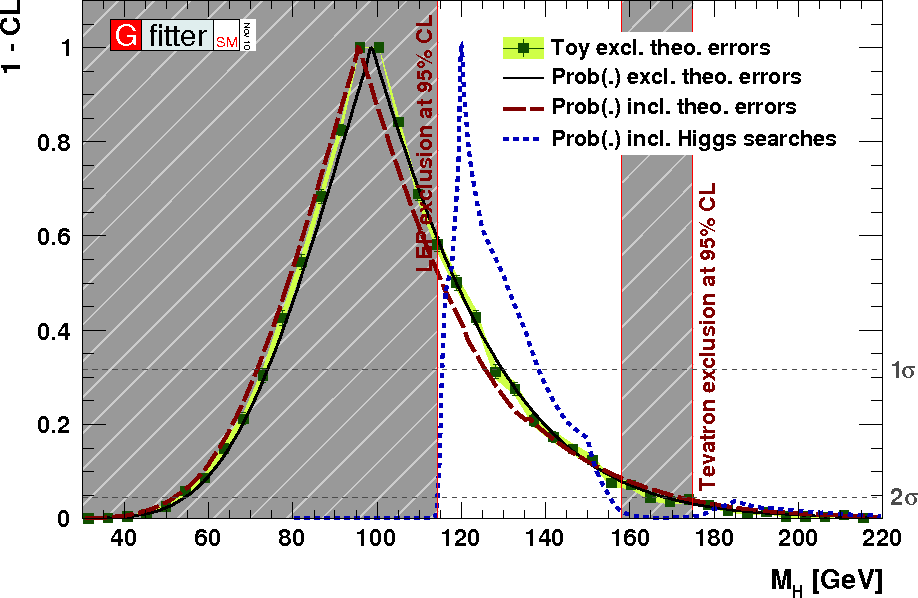 1 - CL
G fitter SM Nov 10
LEP exclusion at 95% CL
Toy excl. theo. errors
Prob(.) excl. theo. errors
Prob(.) incl. theo. errors
Prob(.) incl. Higgs searches
Tevatron exclusion at 95% CL
1
0.8
0.6
0.4
0.2
0
1σ
2σ
40 60 80 100 120 140 160 180 200 220
M_H [GeV]